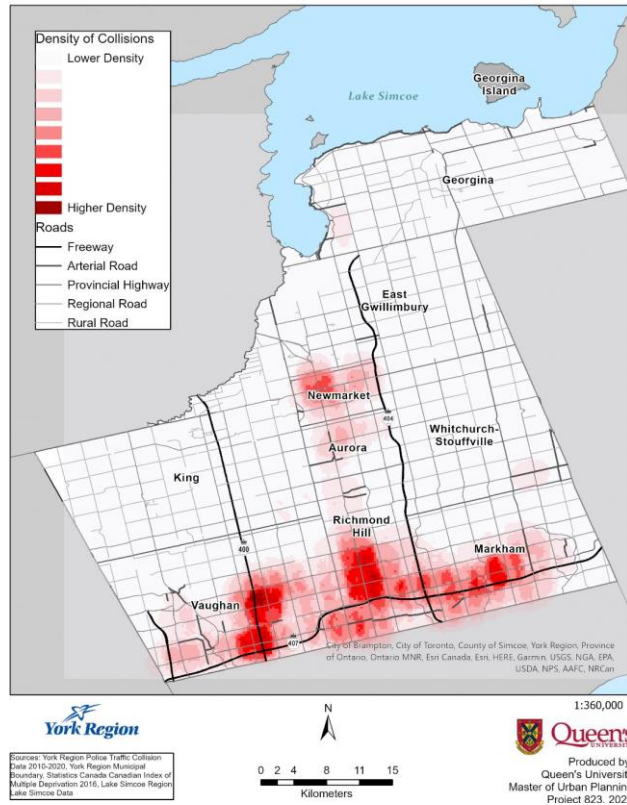 Density of Collisions
Lower Density
Higher Density
Roads
Freeway
Arterial Road
Provincial Highway
Regional Road
Rural Road
Lake Simcoe
Georgina
Island
Georgina
East
Gwillimbury
Newmarket
404
Whitchurch-
Stouffville
Aurora
King
Richmond
Hill
400
Markham
Vaughan
407
City of Brampton, City of Toronto, County of Simcoe, York Region, Province
of Ontario, Ontario MNR, Esri Canada, Esri, HERE, Garmin, USGS, NGA, EPA,
USDA, NPS, AAFC, NRCan
1:360,000
York Region
N
Queen's
UNIVERSITY
Sources: York Region Police Traffic Collision
Data 2010-2020, York Region Municipal
Boundary, Statistics Canada Canadian Index of
Multiple Deprivation 2016, Lake Simcoe Region
Lake Simcoe Data
0 2 4 8 11 15
Kilometers
Produced by
Queen's Universit
Master of Urban Plannin
Project 823, 202